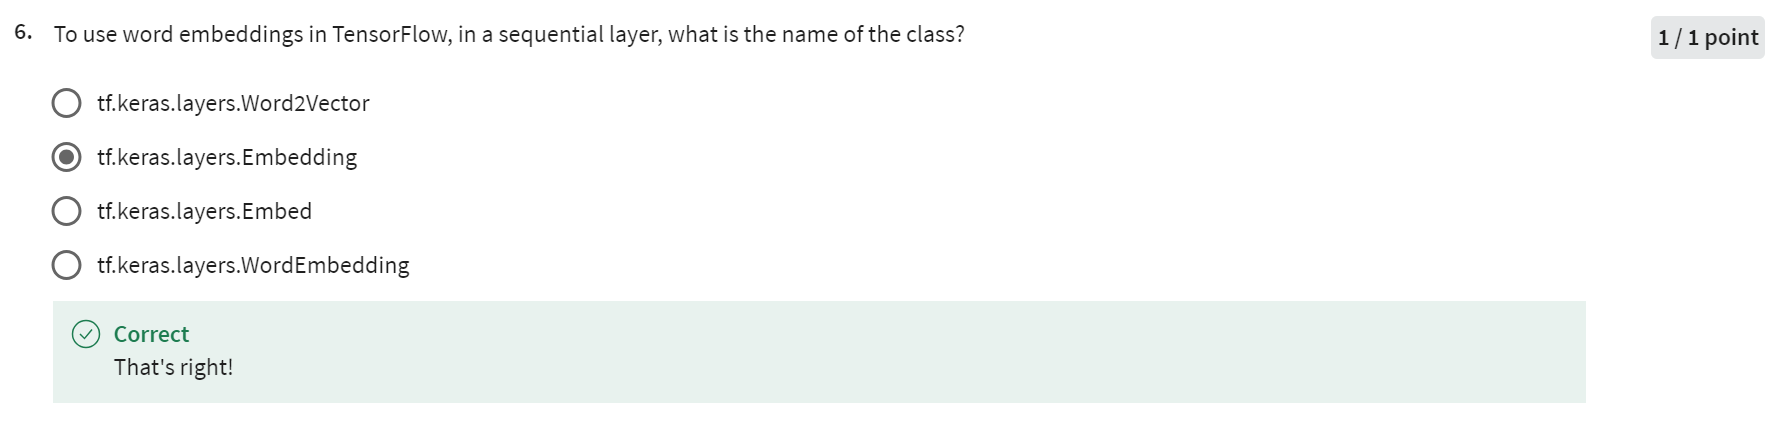 6. To use word embeddings in TensorFlow, in a sequential layer, what is the name of the class?
1 / 1 point
tf.keras.layers.Word2Vector
tf.keras.layers.Embedding
tf.keras.layers.Embed
tf.keras.layers.WordEmbedding
Correct
That's right!